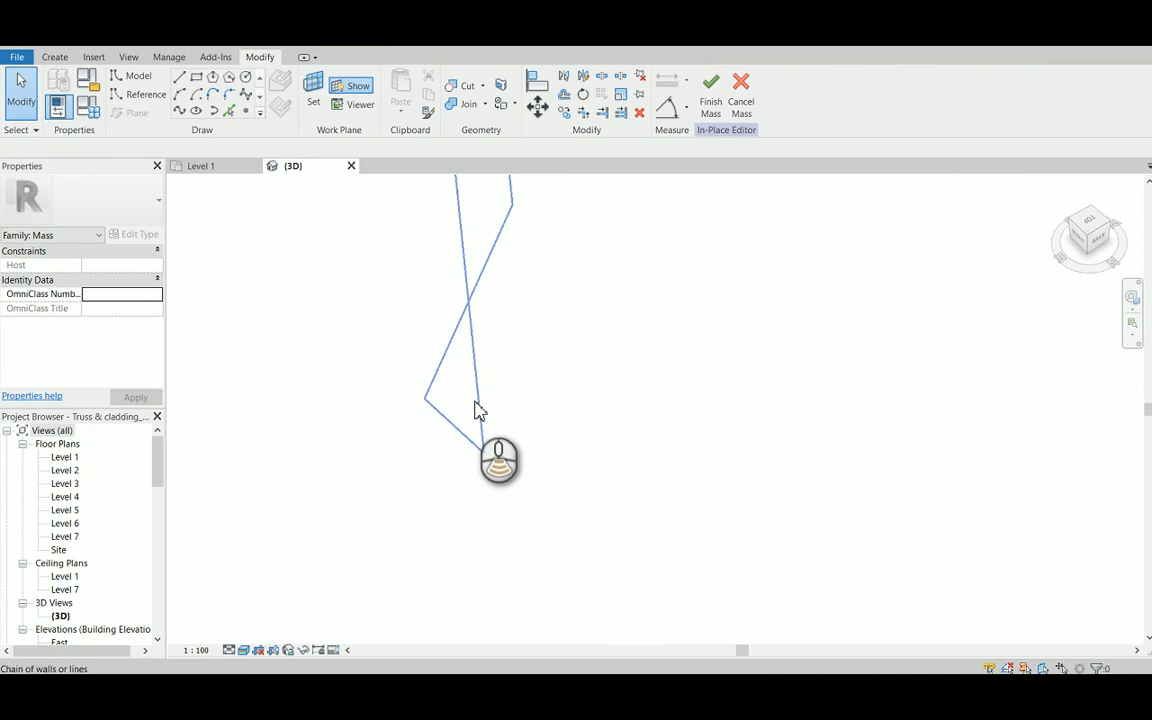 File Create Insert View Manage Add-Ins Modify
Modify
Select
Properties
Model
Reference
Plane
Draw
Set
Show
Viewer
Work Plane
Paste
Clipboard
Cut
Join
Geometry
Modify
Measure
Finish Mass
Cancel Mass
In-Place Editor
Properties
Level 1
(3D)
R
Family: Mass
Edit Type
Constraints
Host
Identity Data
OmniClass Numb...
OmniClass Title
Properties help
Apply
Project Browser - Truss & cladding_...
Views (all)
Floor Plans
Level 1
Level 2
Level 3
Level 4
Level 5
Level 6
Level 7
Site
Ceiling Plans
Level 1
Level 7
3D Views
(3D)
Elevations (Building Elevatio
East
1 : 100
Chain of walls or lines
:0